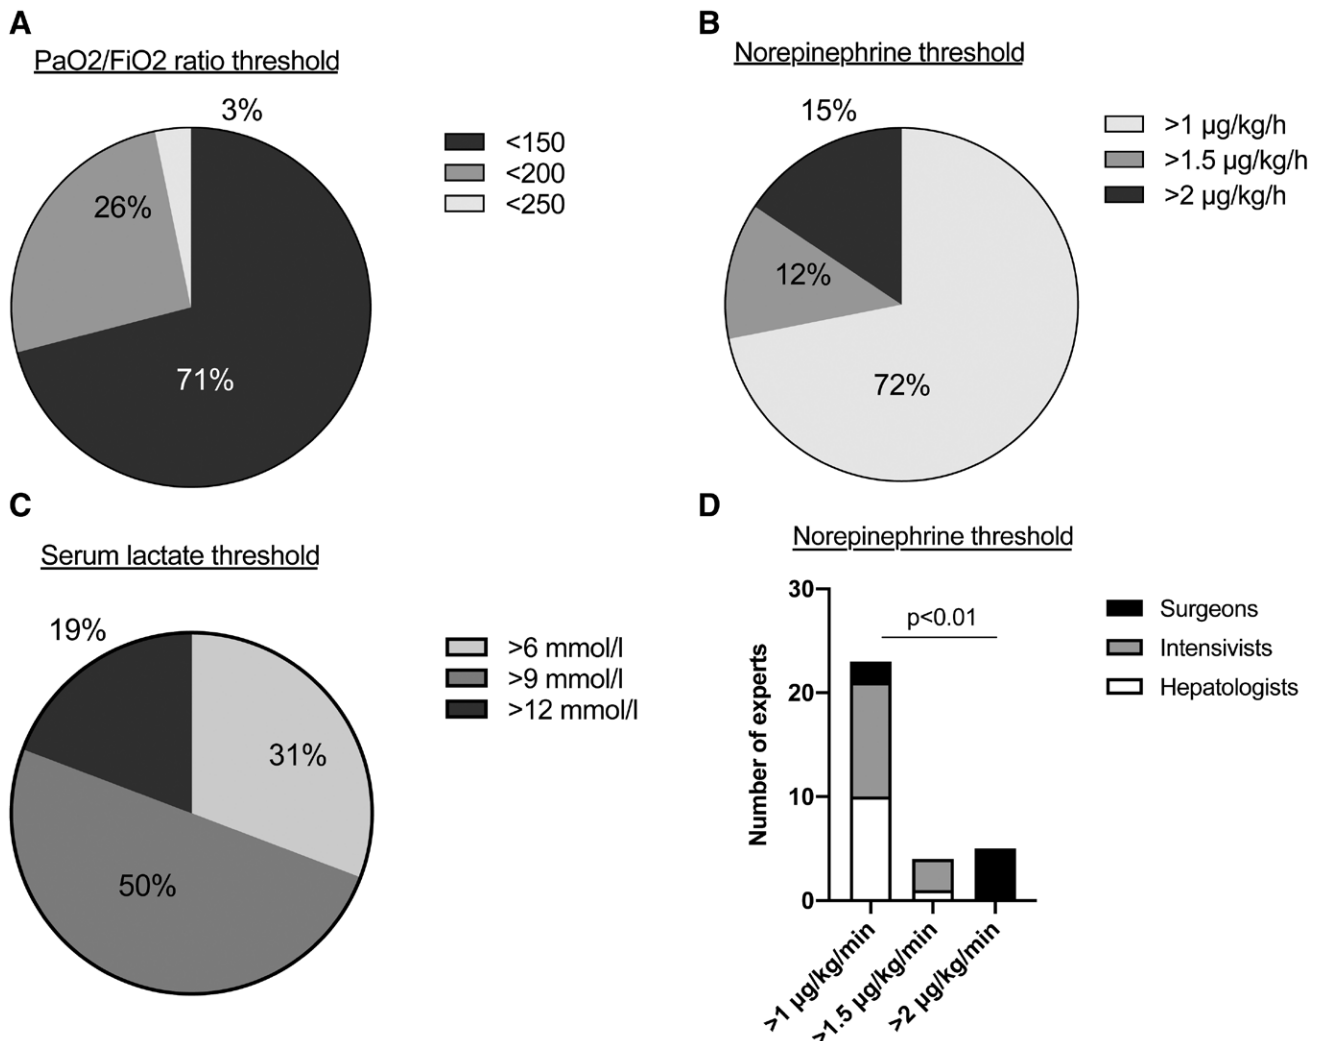 A
PaO2/FiO2 ratio threshold
3%
26%
71%
<150
<200
<250
B
Norepinephrine threshold
15%
12%
72%
>1 µg/kg/h
>1.5 µg/kg/h
>2 µg/kg/h
C
Serum lactate threshold
19%
31%
50%
>6 mmol/l
>9 mmol/l
>12 mmol/l
D
Norepinephrine threshold
30
20
10
0
Number of experts
p<0.01
>1 µg/kg/min
>1.5 µg/kg/min
>2 µg/kg/min
Surgeons
Intensivists
Hepatologists